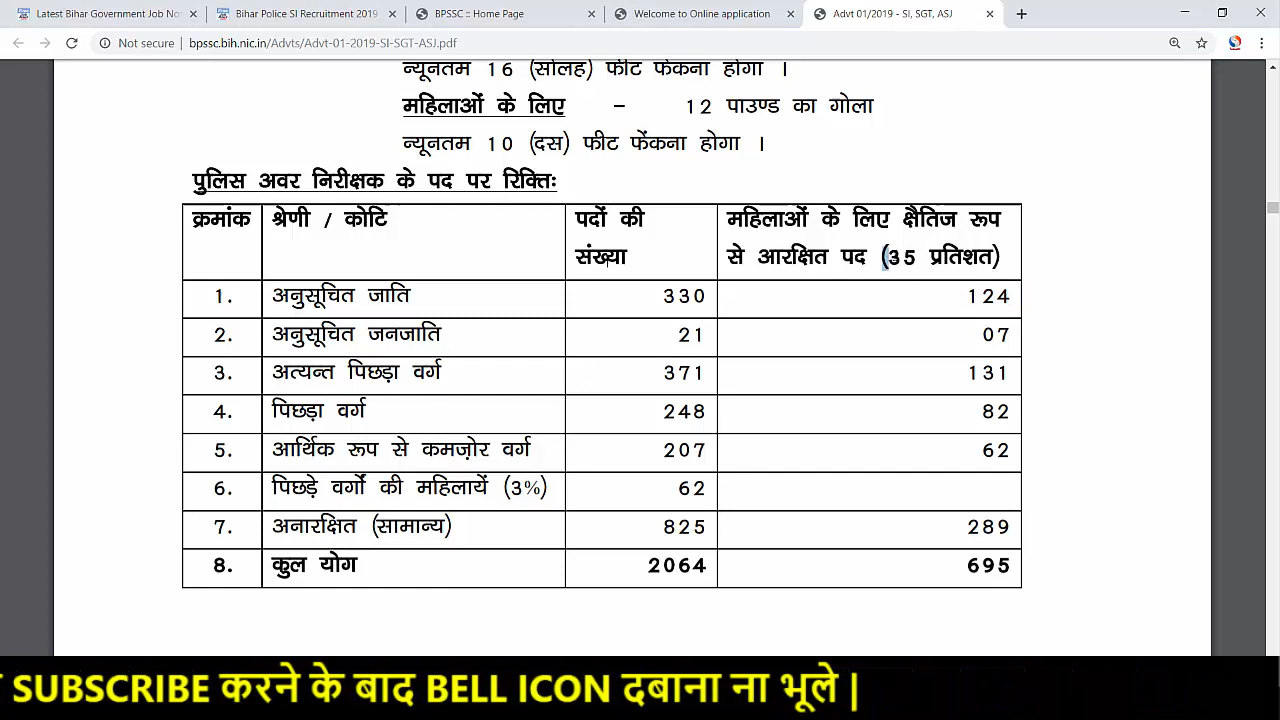 Latest Bihar Government Job No
Bihar Police SI Recruitment 2019
BPSSC :: Home Page
Welcome to Online application
Advt 01/2019 - SI, SGT, ASJ
Not secure | bpssc.bih.nic.in/Advts/Advt-01-2019-SI-SGT-ASJ.pdf
न्यूनतम 16 (सोलह) फीट फेंकना होगा ।
महिलाओं के लिए – 12 पाउण्ड का गोला
न्यूनतम 10 (दस) फीट फेंकना होगा ।
पुलिस अवर निरीक्षक के पद पर रिक्तिः
क्रमांक श्रेणी / कोटि पदों की संख्या महिलाओं के लिए क्षैतिज रूप से आरक्षित पद (35 प्रतिशत)
1. अनुसूचित जाति 330 124
2. अनुसूचित जनजाति 21 07
3. अत्यन्त पिछड़ा वर्ग 371 131
4. पिछड़ा वर्ग 248 82
5. आर्थिक रूप से कमज़ोर वर्ग 207 62
6. पिछड़े वर्गों की महिलायें (3%) 62
7. अनारक्षित (सामान्य) 825 289
8. कुल योग 2064 695
SUBSCRIBE करने के बाद BELL ICON दबाना ना भूले |